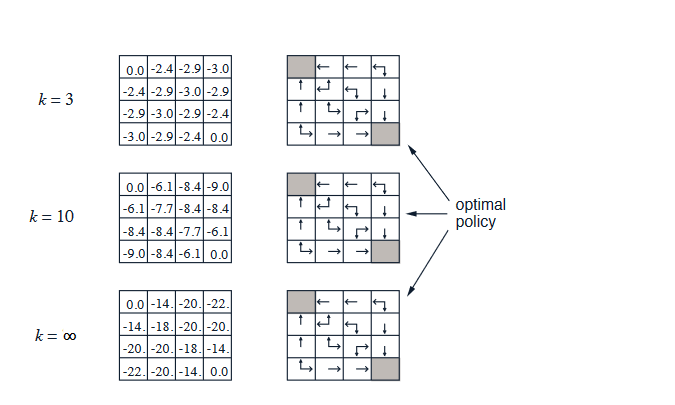 0.0 -2.4 -2.9 -3.0
-2.4 -2.9 -3.0 -2.9
k = 3
-2.9 -3.0 -2.9 -2.4
-3.0 -2.9 -2.4 0.0
0.0 -6.1 -8.4 -9.0
-6.1 -7.7 -8.4 -8.4
k = 10
-8.4 -8.4 -7.7 -6.1
-9.0 -8.4 -6.1 0.0
optimal
policy
0.0 -14. -20. -22.
-14. -18. -20. -20.
k = ∞
-20. -20. -18. -14.
-22. -20. -14. 0.0